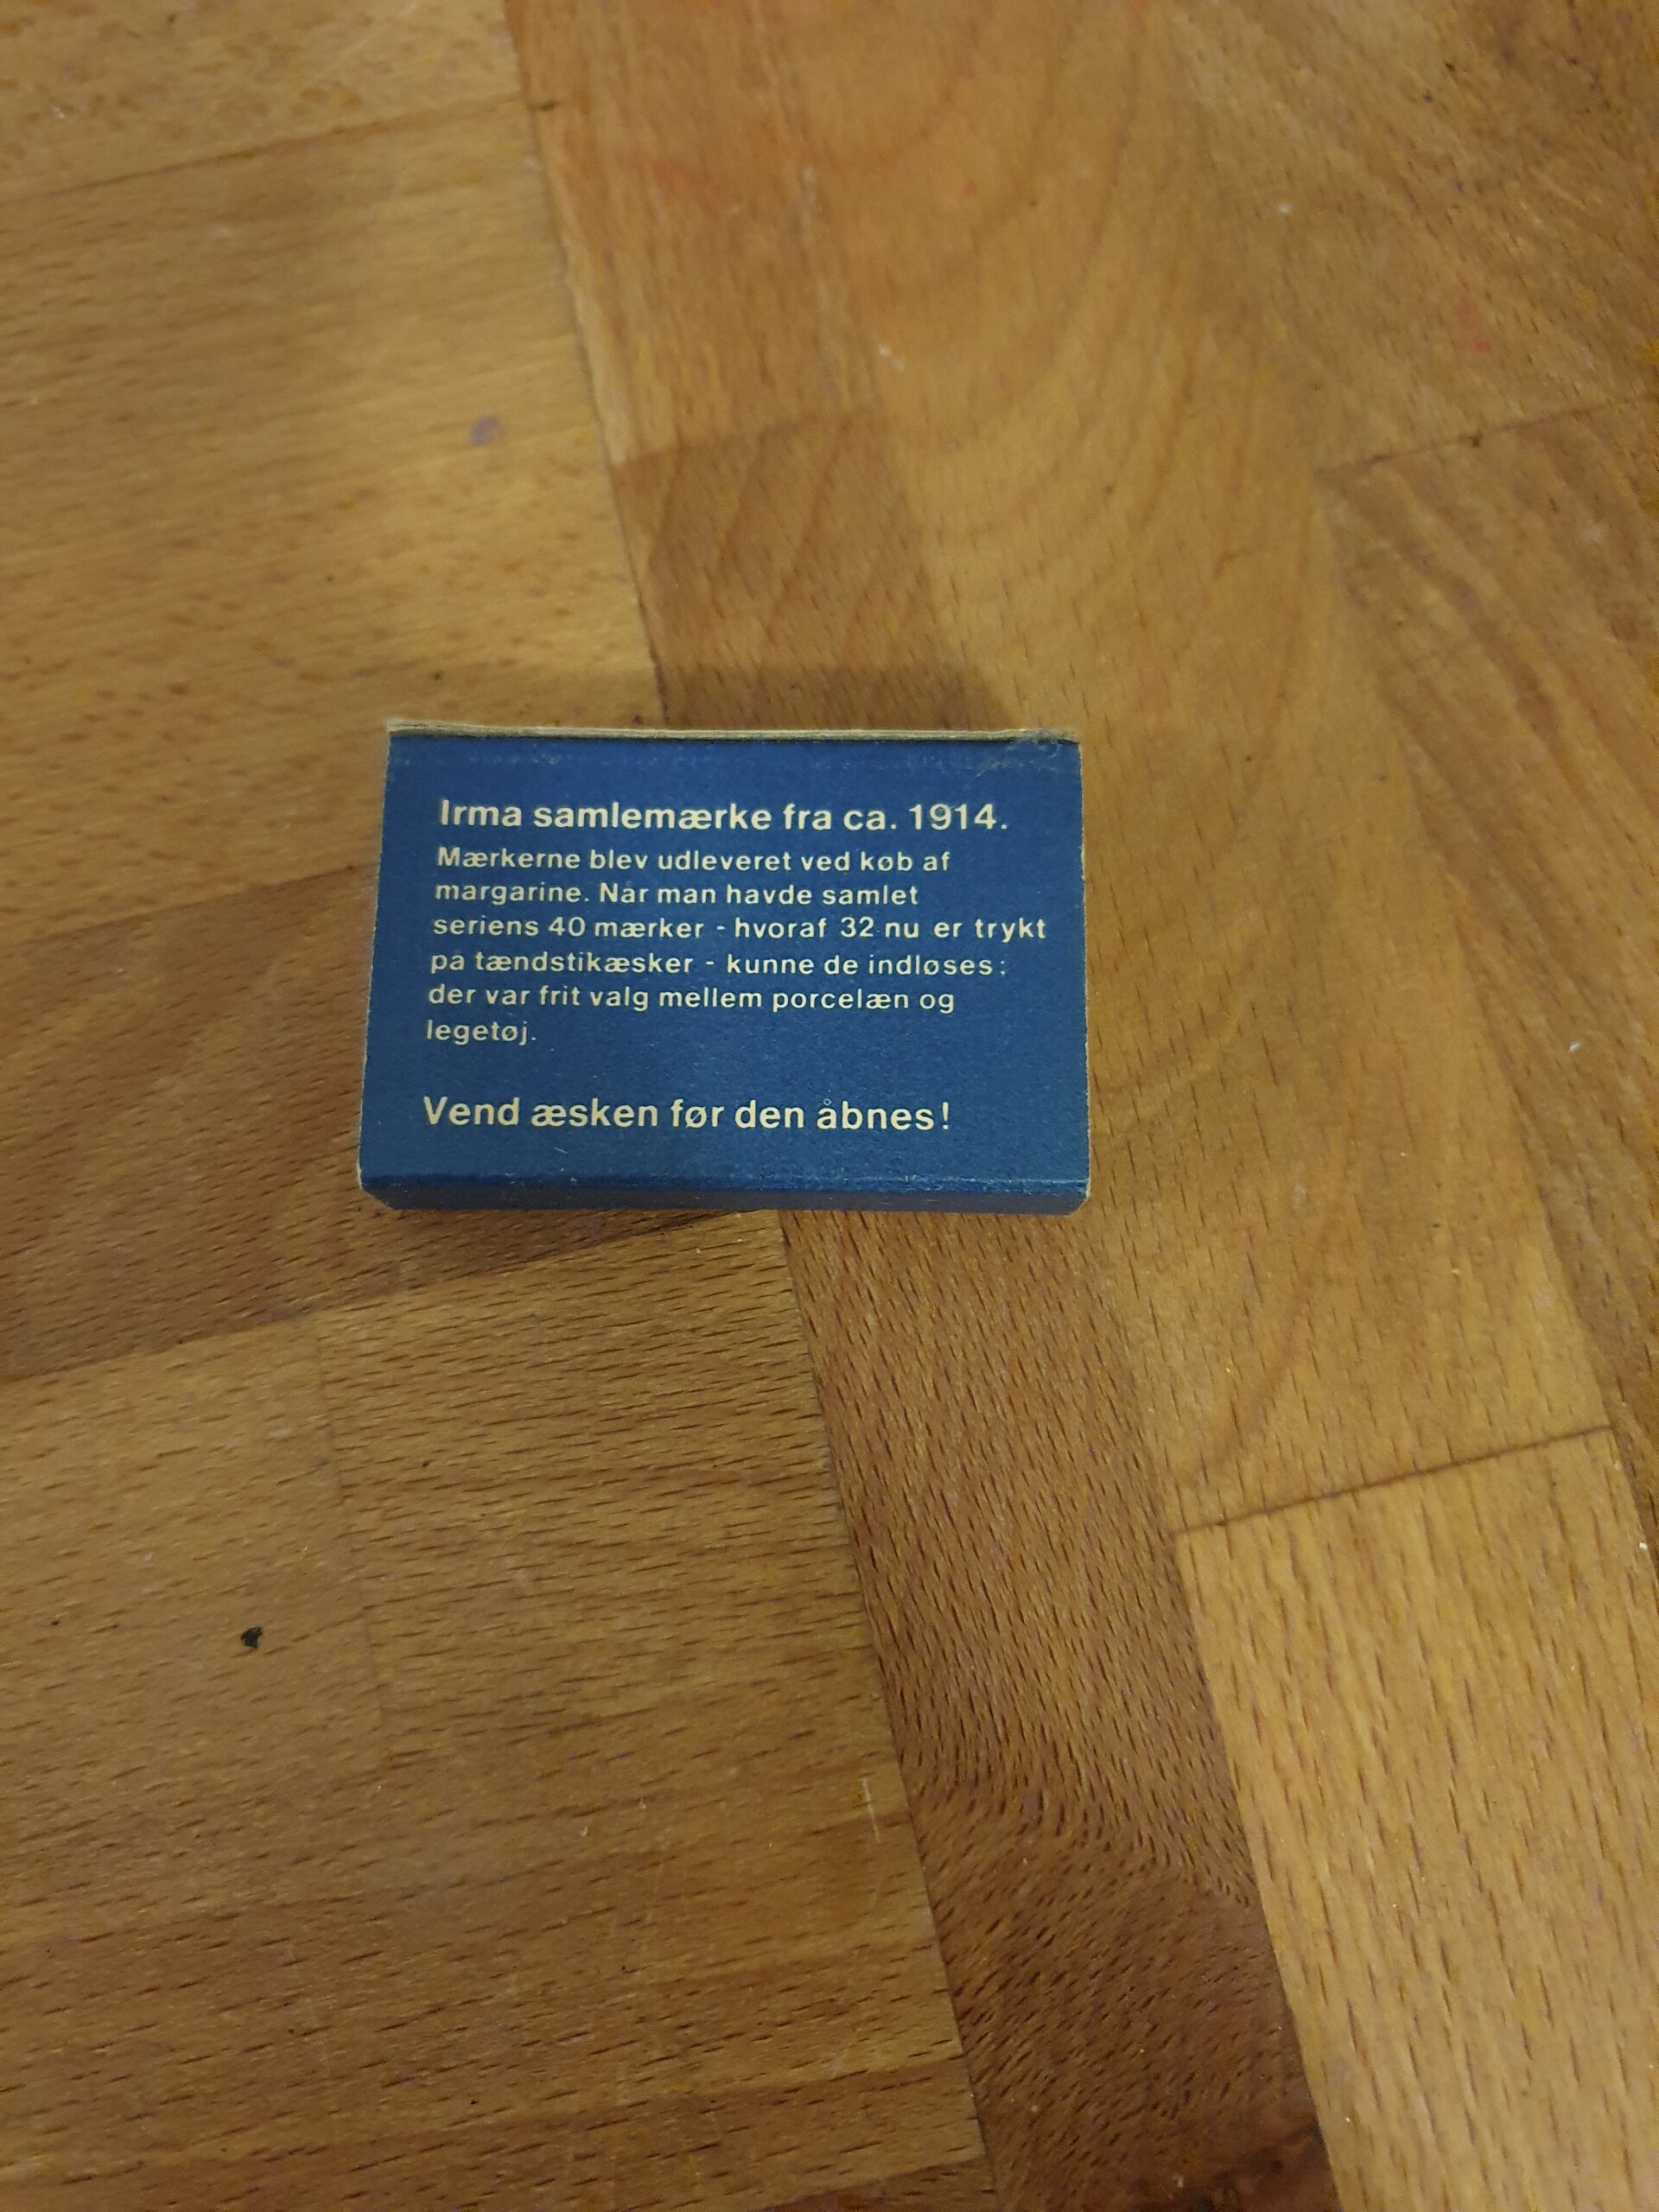 Irma samlemærke fra ca. 1914.
Mærkerne blev udleveret ved køb af
margarine. Når man havde samlet
seriens 40 mærker - hvoraf 32 nu er trykt
på tændstikæsker - kunne de indløses:
der var frit valg mellem porcelæn og
legetøj.
Vend æsken før den åbnes!